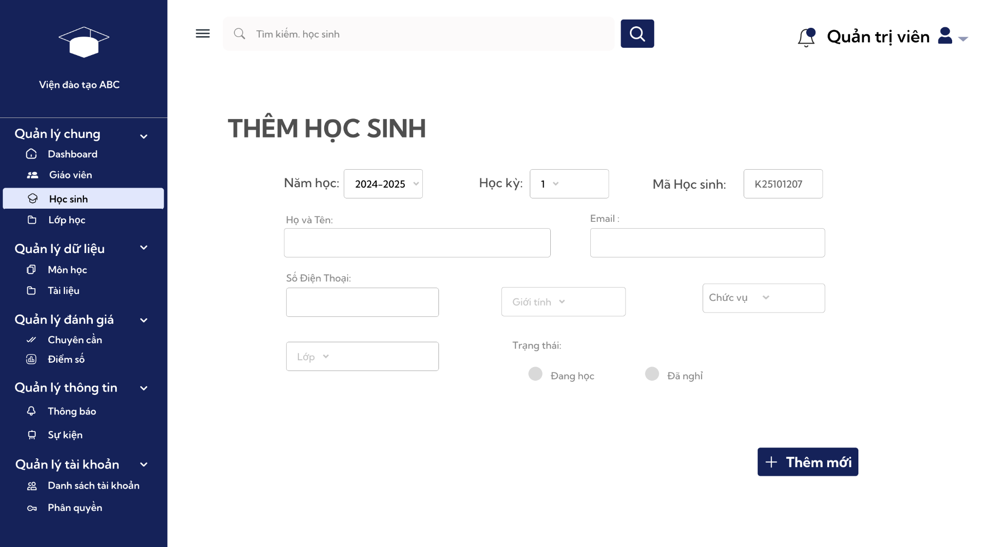 Viện đào tạo ABC
Quản lý chung
Dashboard
Giáo viên
Học sinh
Lớp học
Quản lý dữ liệu
Môn học
Tài liệu
Quản lý đánh giá
Chuyên cần
Điểm số
Quản lý thông tin
Thông báo
Sự kiện
Quản lý tài khoản
Danh sách tài khoản
Phân quyền
Tìm kiếm. học sinh
Quản trị viên
THÊM HỌC SINH
Năm học: 2024-2025 Học kỳ: 1 Mã Học sinh: K25101207
Họ và Tên: Email :
Số Điện Thoại:
Giới tính Chức vụ
Lớp
Trạng thái:
Đang học Đã nghỉ
Thêm mới